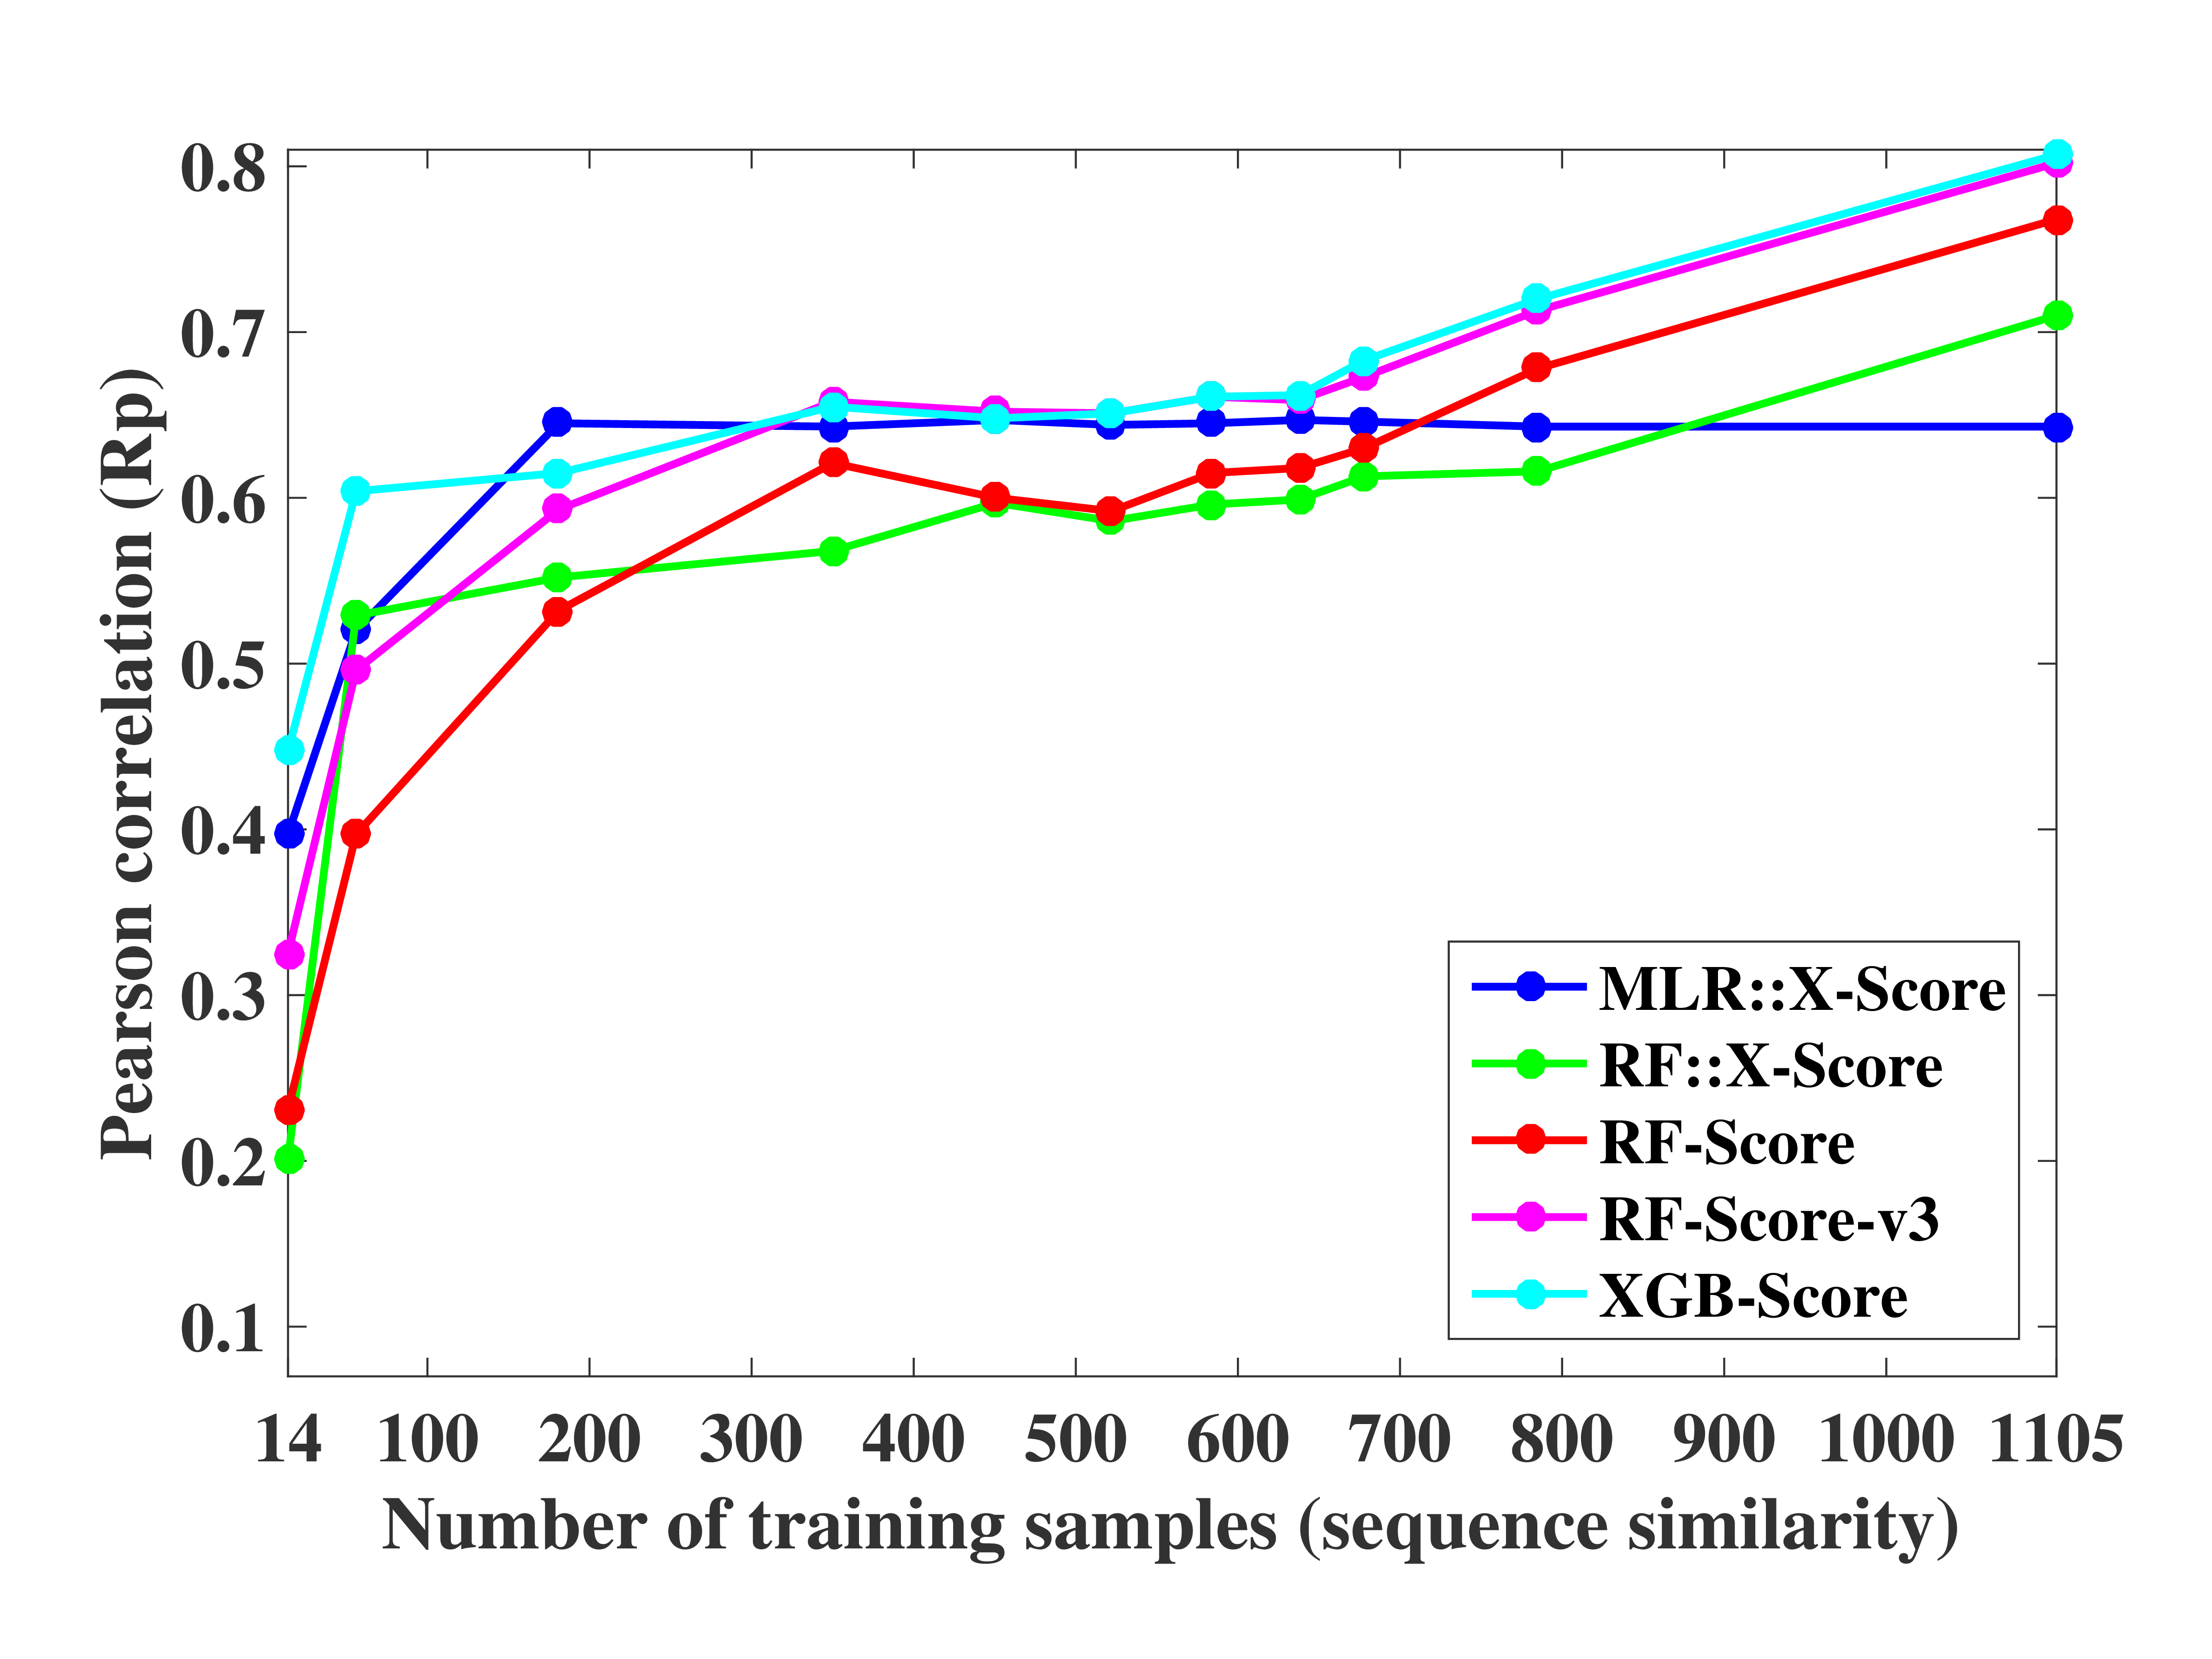 0.8
0.7
0.6
0.5
0.4
0.3
0.2
0.1
Pearson correlation (Rp)
MLR::X-Score
RF::X-Score
RF-Score
RF-Score-v3
XGB-Score
14 100 200 300 400 500 600 700 800 900 1000 1105
Number of training samples (sequence similarity)